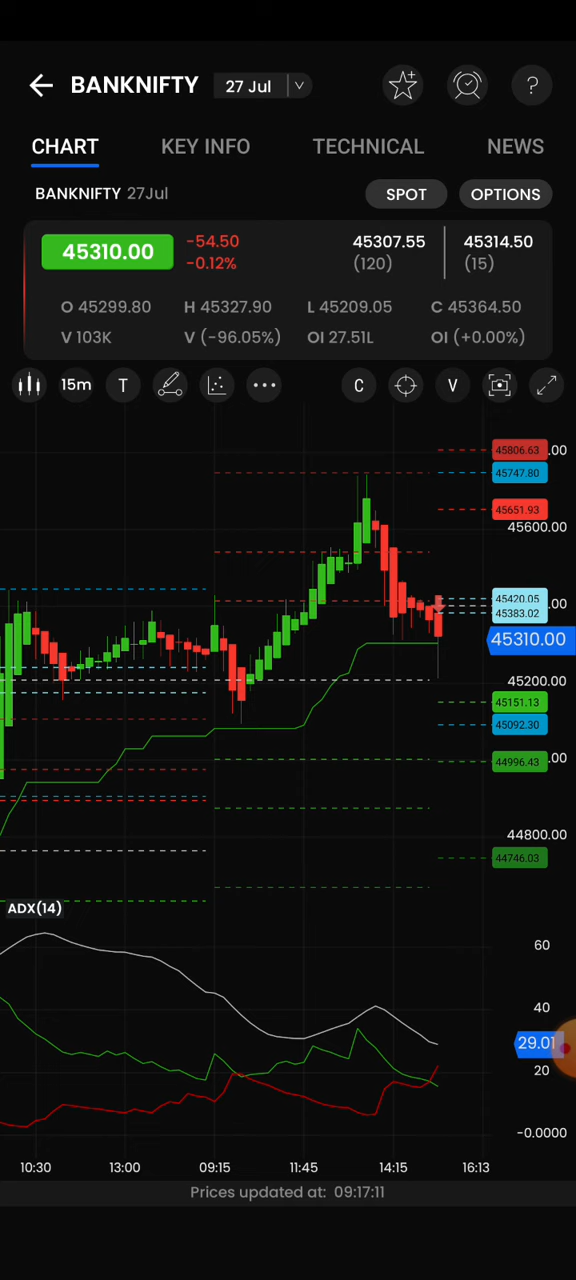 BANKNIFTY 27 Jul
?
CHART KEY INFO TECHNICAL NEWS
BANKNIFTY 27Jul SPOT OPTIONS
45310.00 -54.50 -0.12% 45307.55 (120) 45314.50 (15)
O 45299.80 H 45327.90 L 45209.05 C 45364.50
V 103K V (-96.05%) OI 27.51L OI (+0.00%)
15m T C V
45806.63 .00
45747.80
45651.93
45600.00
45420.05 .00
45383.02
45310.00
45200.00
45151.13
45092.30
44996.43 .00
44800.00
44746.03
ADX(14)
60
40
29.01
20
-0.0000
10:30 13:00 09:15 11:45 14:15 16:13
Prices updated at: 09:17:11